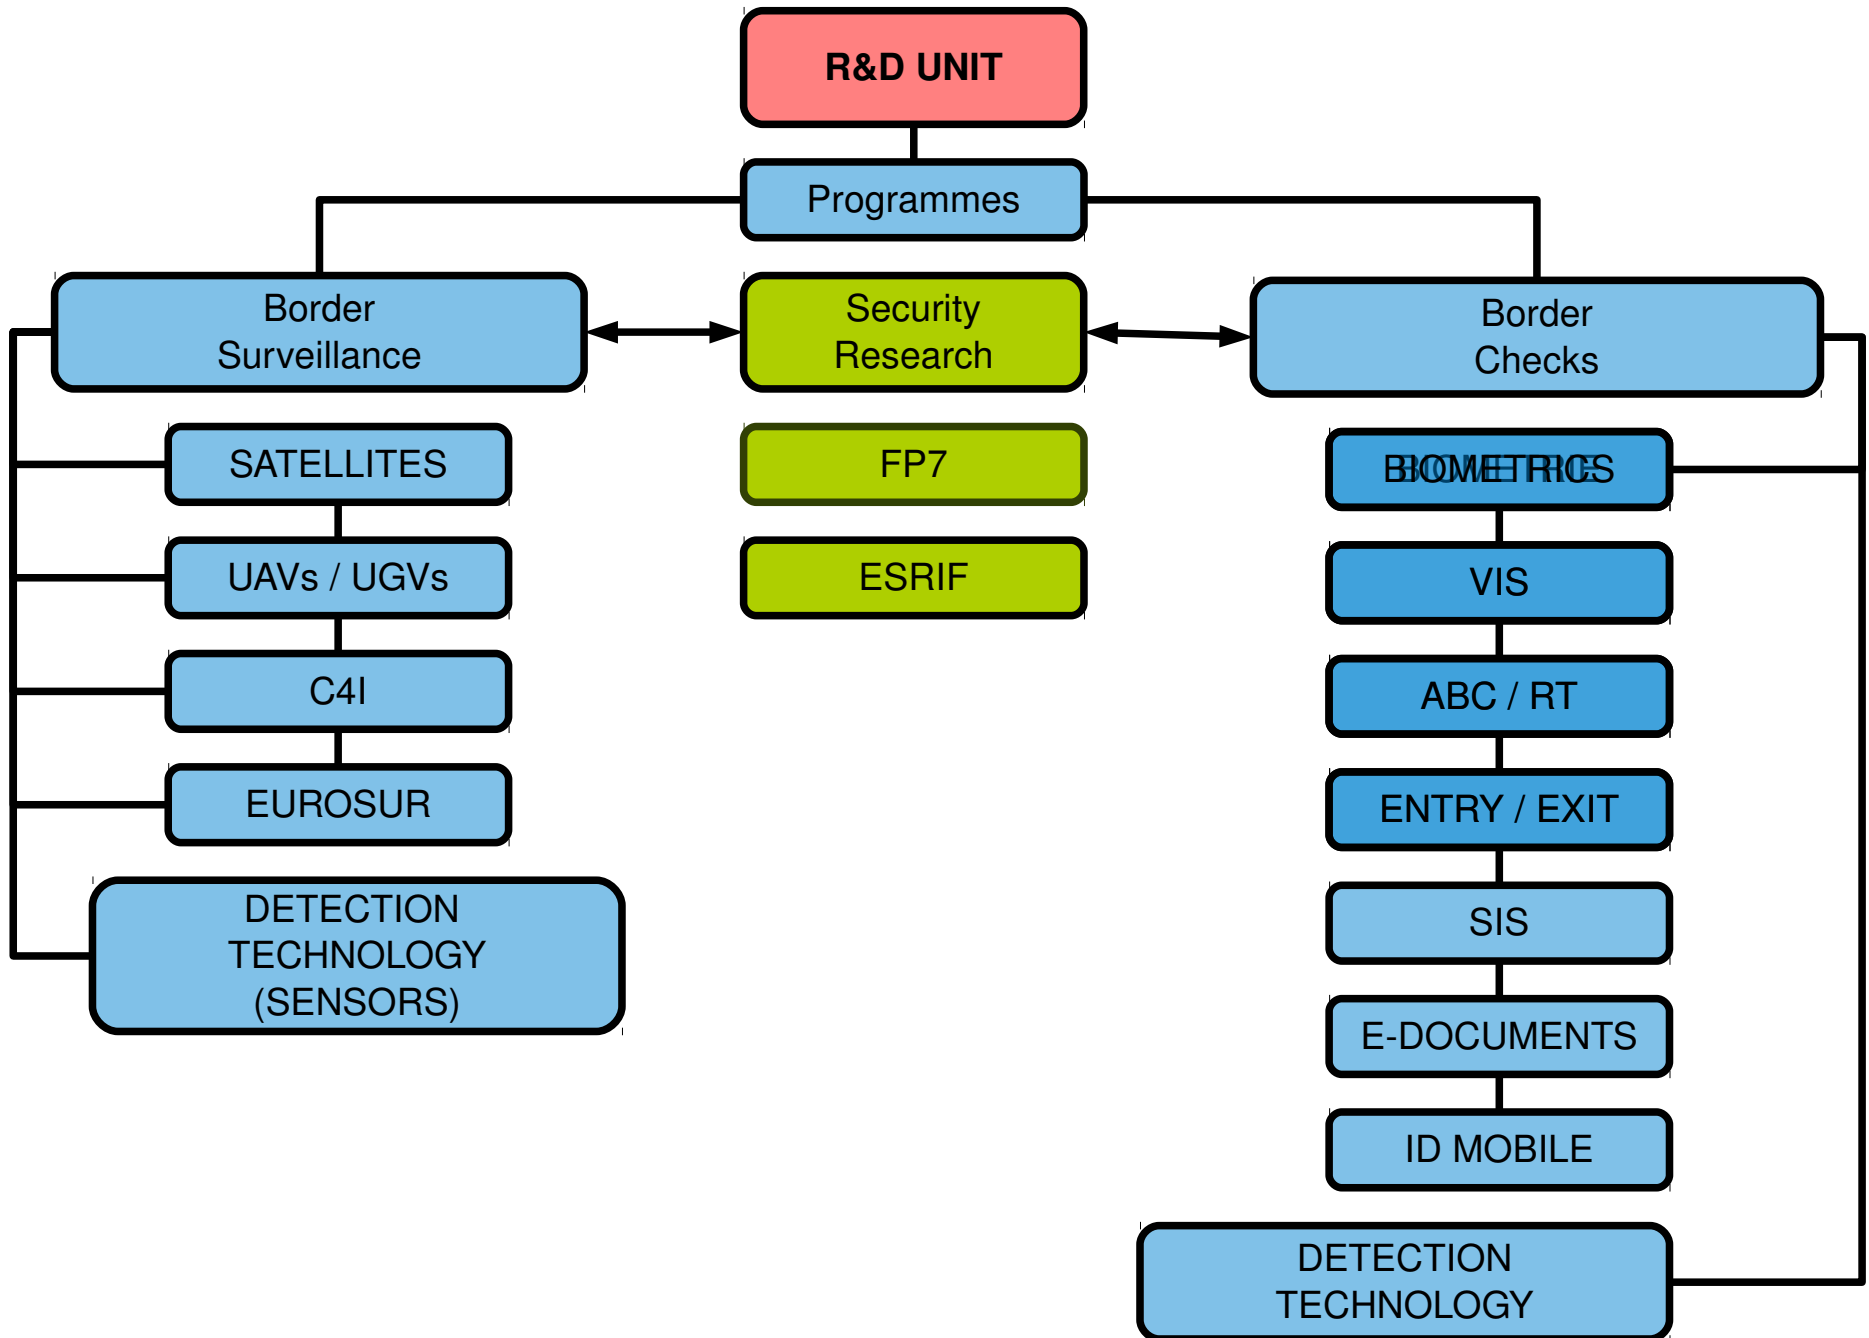 R&D UNIT
Programmes
Border
Surveillance
Security
Research
Border
Checks
SATELLITES
UAVs / UGVs
C4I
EUROSUR
DETECTION
TECHNOLOGY
(SENSORS)
FP7
ESRIF
BIOMETRICS
VIS
ABC / RT
ENTRY / EXIT
SIS
E-DOCUMENTS
ID MOBILE
DETECTION
TECHNOLOGY